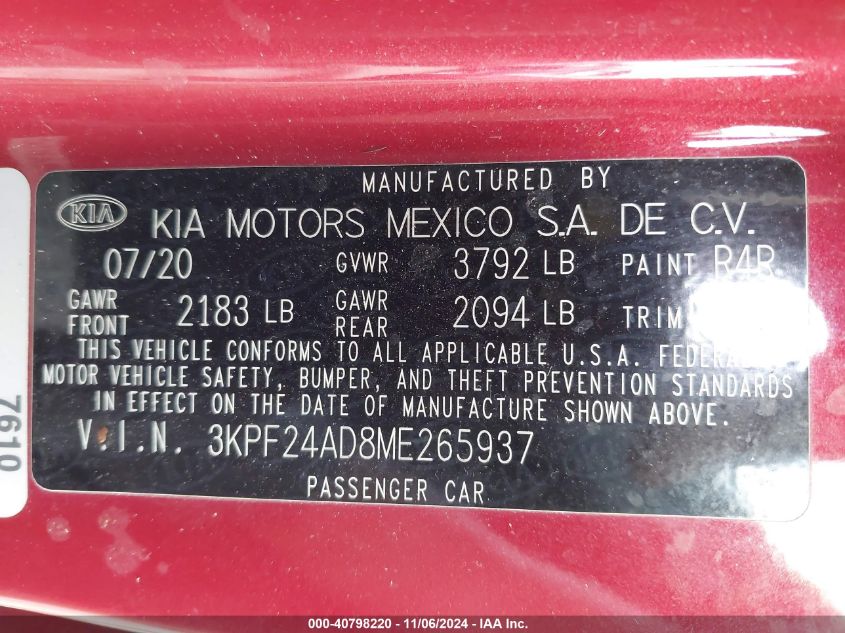 MANUFACTURED BY
KIA KIA MOTORS MEXICO S.A. DE C.V.
07/20 GVWR 3792 LB PAINT R4R
GAWR FRONT 2183 LB GAWR REAR 2094 LB TRIM
THIS VEHICLE CONFORMS TO ALL APPLICABLE U.S.A. FEDERAL
MOTOR VEHICLE SAFETY, BUMPER, AND THEFT PREVENTION STANDARDS
IN EFFECT ON THE DATE OF MANUFACTURE SHOWN ABOVE.
V.I.N. 3KPF24AD8ME265937
PASSENGER CAR
7610
000-40798220 - 11/06/2024 - IAA Inc.